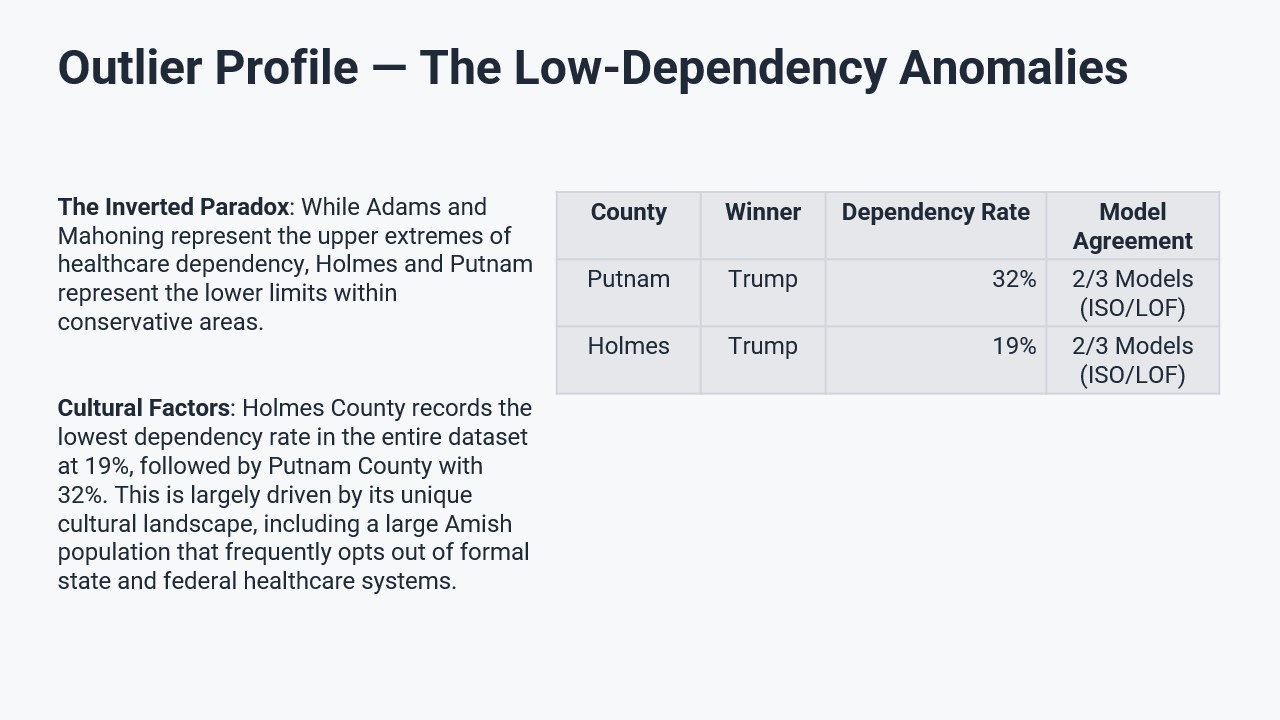 Outlier Profile — The Low-Dependency Anomalies
The Inverted Paradox: While Adams and
Mahoning represent the upper extremes of
healthcare dependency, Holmes and Putnam
represent the lower limits within
conservative areas.
Cultural Factors: Holmes County records the
lowest dependency rate in the entire dataset
at 19%, followed by Putnam County with
32%. This is largely driven by its unique
cultural landscape, including a large Amish
population that frequently opts out of formal
state and federal healthcare systems.
County Winner Dependency Rate Model
Agreement
Putnam Trump 32% 2/3 Models
(ISO/LOF)
Holmes Trump 19% 2/3 Models
(ISO/LOF)